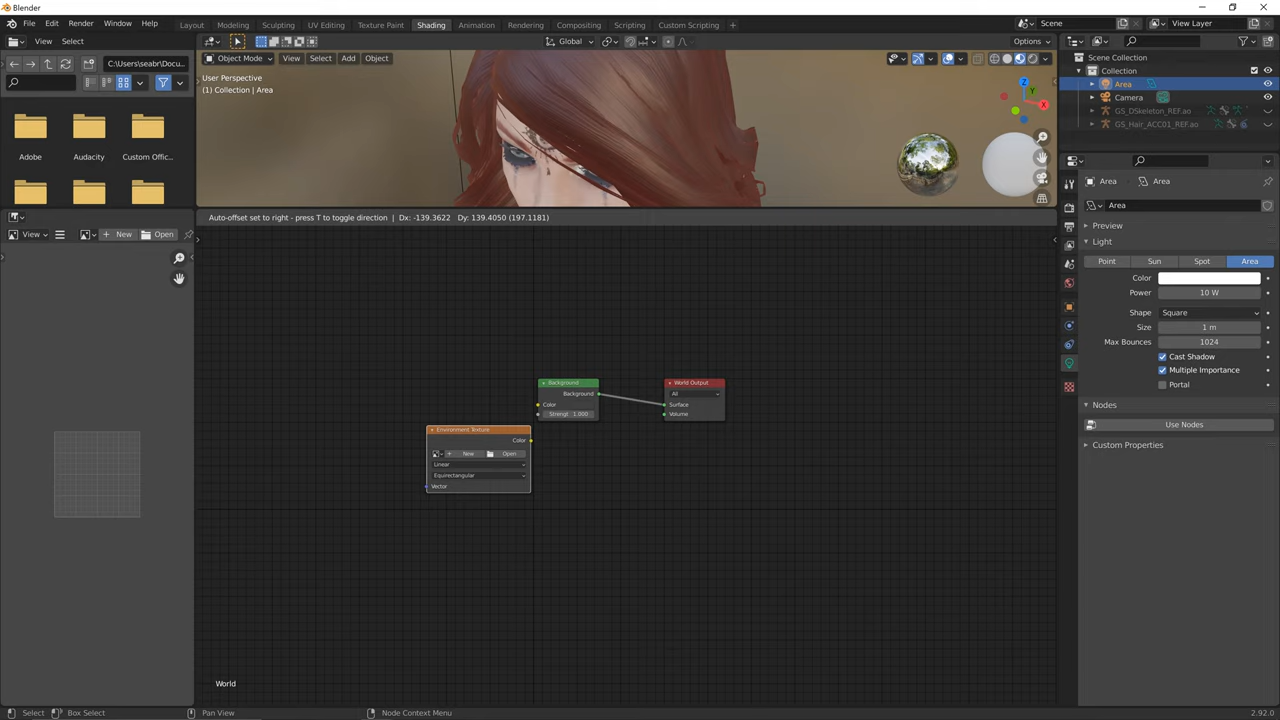 Blender
File Edit Render Window Help Layout Modeling Sculpting UV Editing Texture Paint Shading Animation Rendering Compositing Scripting Custom Scripting + Scene View Layer
View Select
C:\Users\seabr\Docu...
Global
Options
Object Mode View Select Add Object
User Perspective
(1) Collection | Area
Scene Collection
Collection
Area
Camera
GS_DSkeleton_REF.ao
GS_Hair_ACC01_REF.ao
Adobe Audacity Custom Offic...
Z
Y
X
Area Area
Area
Preview
Light
Point Sun Spot Area
Color
Power 10 W
Shape Square
Size 1 m
Max Bounces 1024
Cast Shadow
Multiple Importance
Portal
Nodes
Use Nodes
Custom Properties
Auto-offset set to right - press T to toggle direction | Dx: -139.3622 Dy: 139.4050 (197.1181)
View New Open
Background
Background
Color
Strengt 1.000
World Output
All
Surface
Volume
Environment Texture
Color
New Open
Linear
Equirectangular
Vector
World
Select Box Select Pan View Node Context Menu 2.92.0